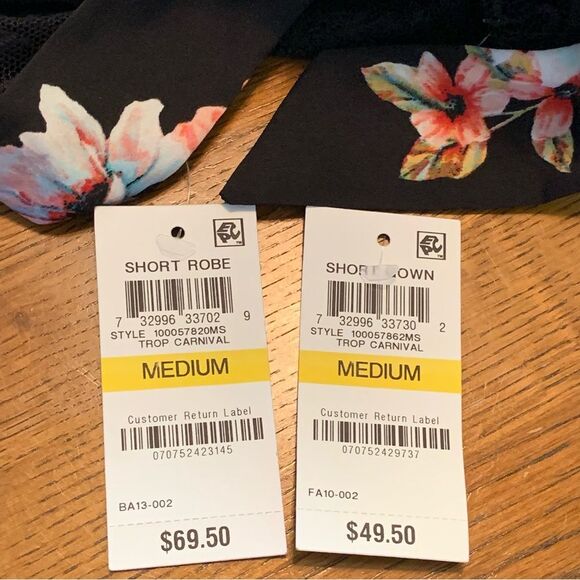 SHORT ROBE
7 32996 33702 9
STYLE 100057820MS
TROP CARNIVAL
MEDIUM
Customer Return Label
070752423145
BA13-002
$69.50
SHORT GOWN
7 32996 33730 2
STYLE 100057862MS
TROP CARNIVAL
MEDIUM
Customer Return Label
070752429737
FA10-002
$49.50